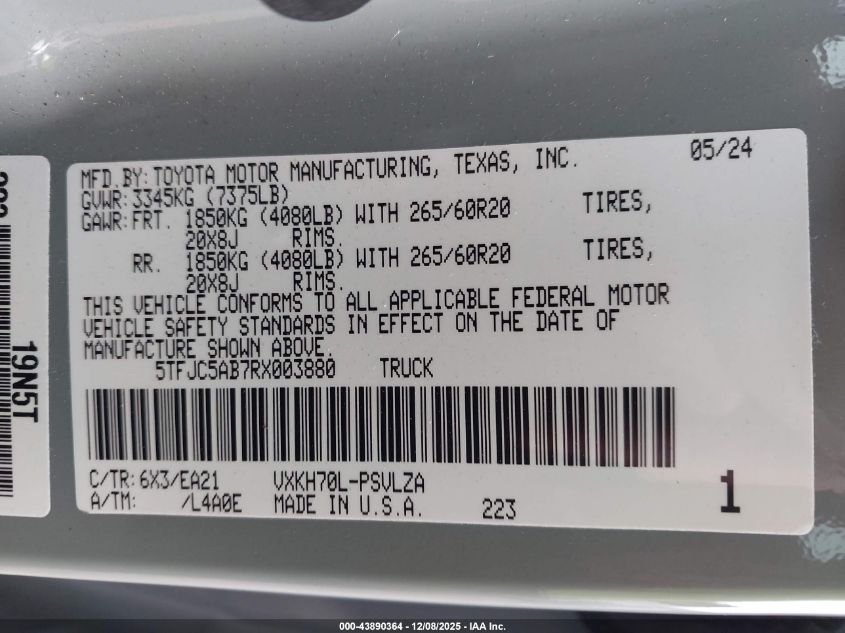 MFD.BY:TOYOTA MOTOR MANUFACTURING, TEXAS, INC. 05/24
GVWR:3345KG (7375LB)
GAWR:FRT. 1850KG (4080LB) WITH 265/60R20 TIRES,
20X8J RIMS.
RR. 1850KG (4080LB) WITH 265/60R20 TIRES,
20X8J RIMS.
THIS VEHICLE CONFORMS TO ALL APPLICABLE FEDERAL MOTOR
VEHICLE SAFETY STANDARDS IN EFFECT ON THE DATE OF
MANUFACTURE SHOWN ABOVE.
5TFJC5AB7RX003880 TRUCK
C/TR:6X3/EA21 VXKH70L-PSVLZA
A/TM: /L4A0E MADE IN U.S.A. 223
1
19N5T
000-43890364 - 12/08/2025 - IAA Inc.